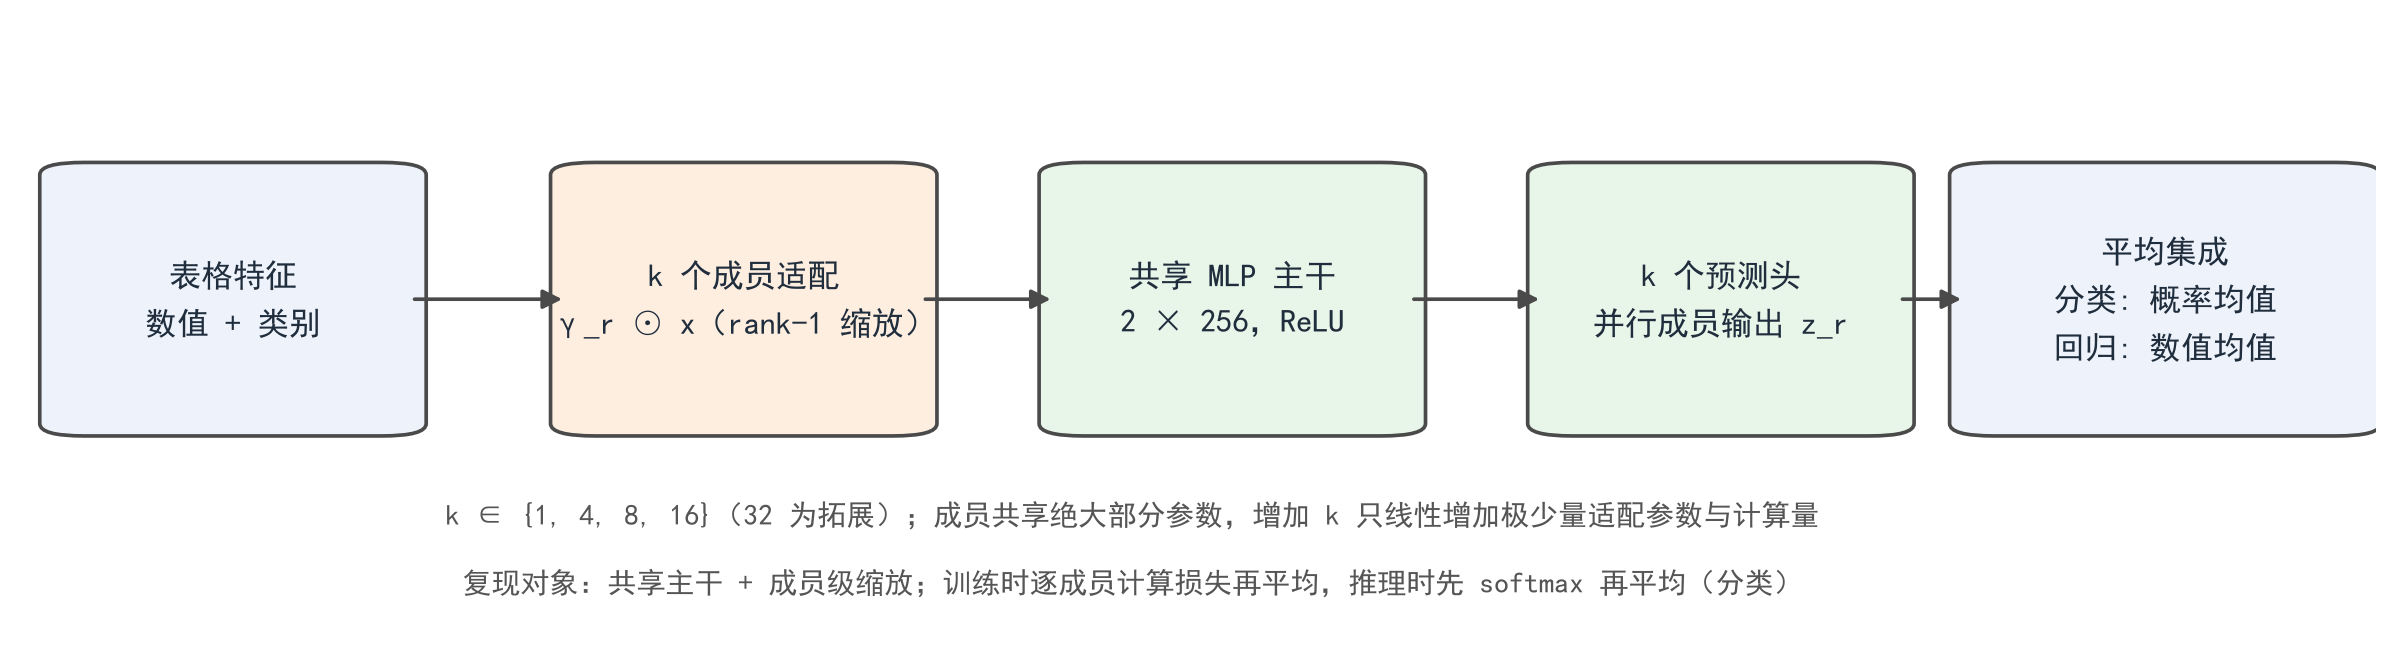 表格特征
数值 + 类别
k 个成员适配
γ_r ⊙ x（rank-1 缩放）
共享 MLP 主干
2 × 256, ReLU
k 个预测头
并行成员输出 z_r
平均集成
分类: 概率均值
回归: 数值均值
k ∈ {1, 4, 8, 16}（32 为拓展）；成员共享绝大部分参数，增加 k 只线性增加极少量适配参数与计算量
复现对象：共享主干 + 成员级缩放；训练时逐成员计算损失再平均，推理时先 softmax 再平均（分类）